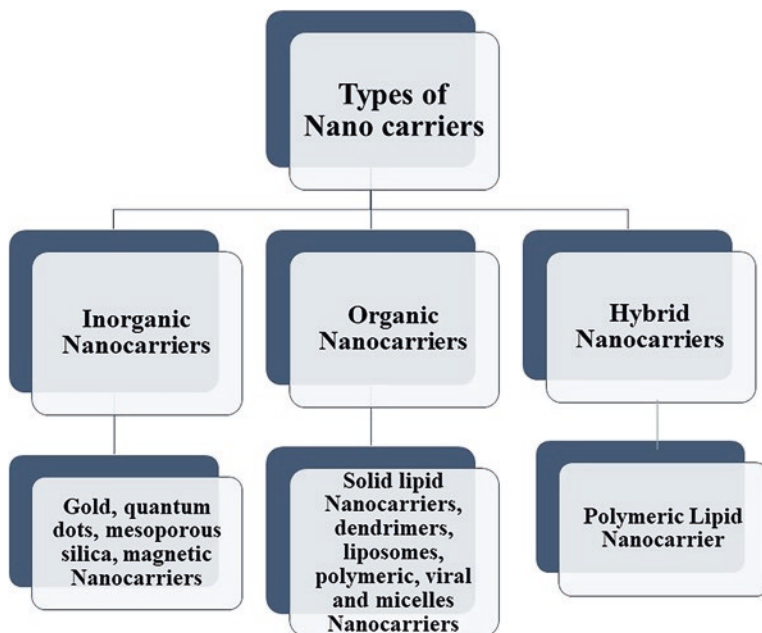 Types of
Nano carriers
Inorganic
Nanocarriers
Organic
Nanocarriers
Hybrid
Nanocarriers
Gold, quantum
dots, mesoporous
silica, magnetic
Nanocarriers
Solid lipid
Nanocarriers,
dendrimers,
liposomes,
polymeric, viral
and micelles
Nanocarriers
Polymeric Lipid
Nanocarrier